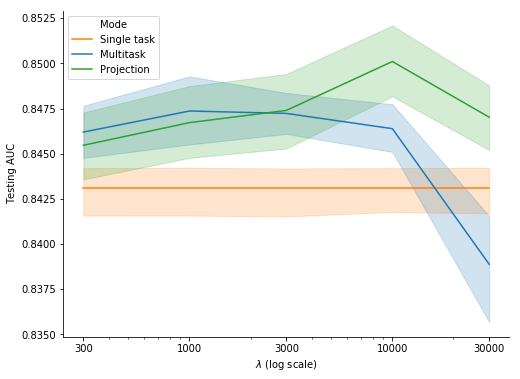 0.8525
0.8500
0.8475
0.8450
0.8425
0.8400
0.8375
0.8350
Testing AUC
Mode
Single task
Multitask
Projection
300 1000 3000 10000 30000
λ (log scale)